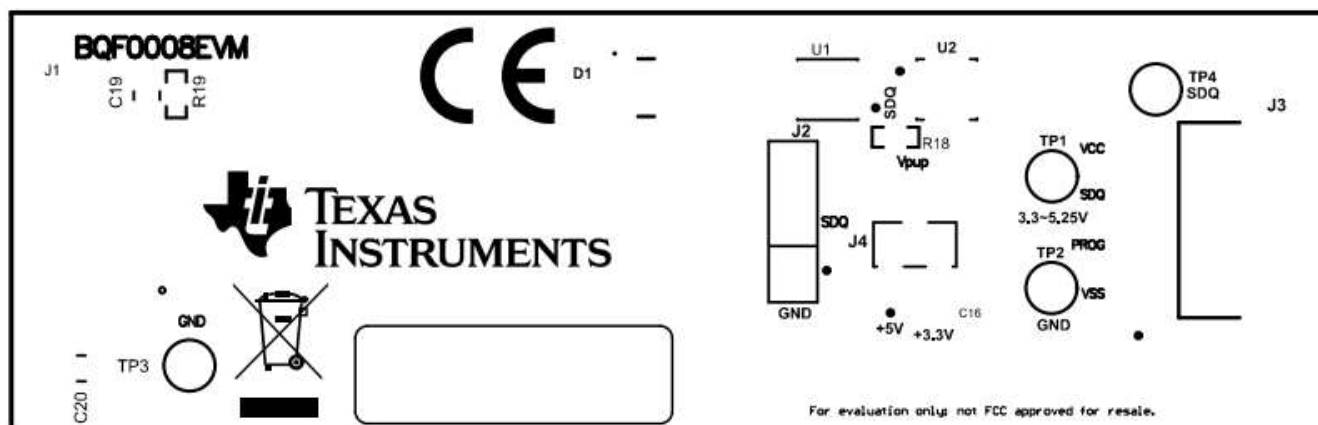 BQF0008EVM
J1
C19
R19
CE
D1
U1
U2
SDQ
J2
R18
Vpup
TP4
SDQ
J3
TP1
VCC
SDQ
3.3~5.25V
TEXAS
INSTRUMENTS
SDQ
J4
TP2
PROG
VSS
GND
GND
+5V
+3.3V
C16
GND
TP3
C20
For evaluation only; not FCC approved for resale.